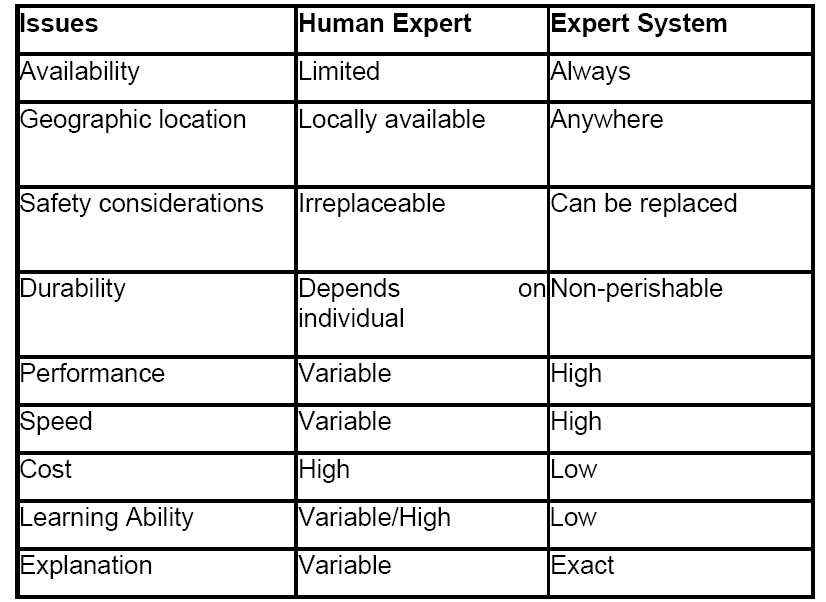 Issues Human Expert Expert System
Availability Limited Always
Geographic location Locally available Anywhere
Safety considerations Irreplaceable Can be replaced
Durability Depends on Non-perishable
individual
Performance Variable High
Speed Variable High
Cost High Low
Learning Ability Variable/High Low
Explanation Variable Exact